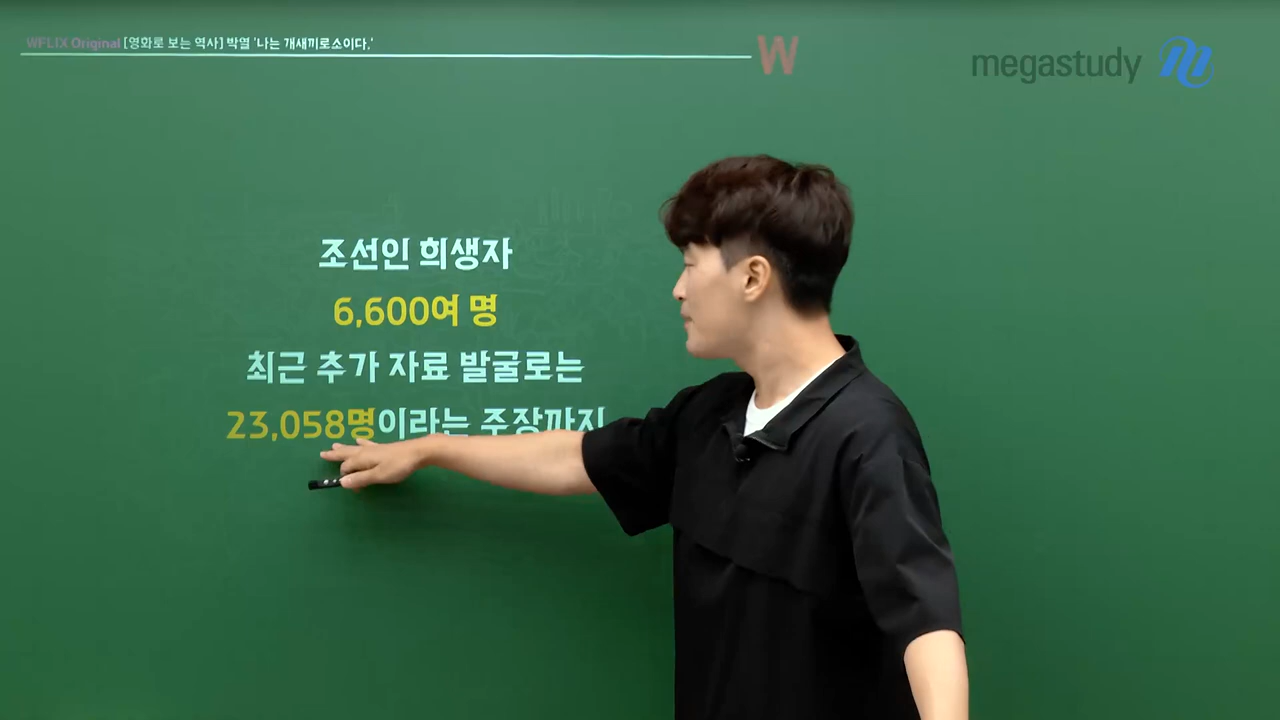 WFLIX Original [영화로 보는 역사] 박열 '나는 개새끼로소이다.'
W
megastudy
조선인 희생자
6,600여 명
최근 추가 자료 발굴로는
23,058명이라는 주장까지